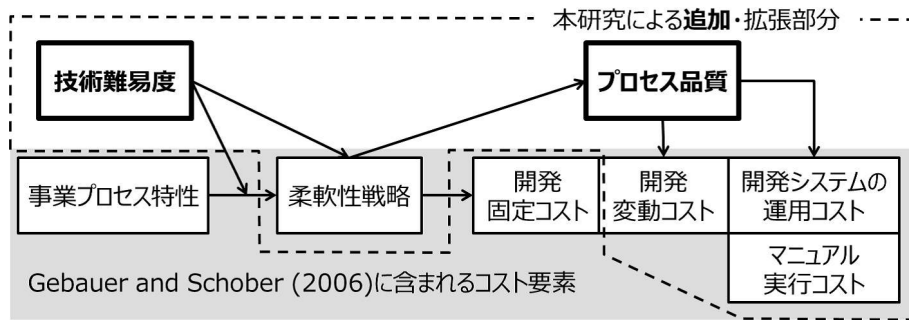 本研究による追加・拡張部分
技術難易度
プロセス品質
事業プロセス特性
柔軟性戦略
開発
固定コスト
開発
変動コスト
開発システムの
運用コスト
マニュアル
実行コスト
Gebauer and Schober (2006)に含まれるコスト要素